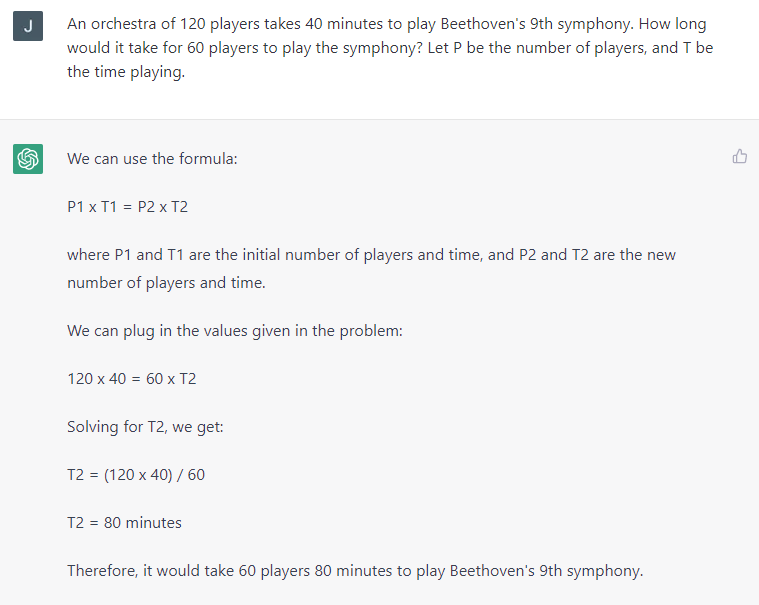 J
An orchestra of 120 players takes 40 minutes to play Beethoven's 9th symphony. How long
would it take for 60 players to play the symphony? Let P be the number of players, and T be
the time playing.
We can use the formula:
P1 x T1 = P2 x T2
where P1 and T1 are the initial number of players and time, and P2 and T2 are the new
number of players and time.
We can plug in the values given in the problem:
120 x 40 = 60 x T2
Solving for T2, we get:
T2 = (120 x 40) / 60
T2 = 80 minutes
Therefore, it would take 60 players 80 minutes to play Beethoven's 9th symphony.